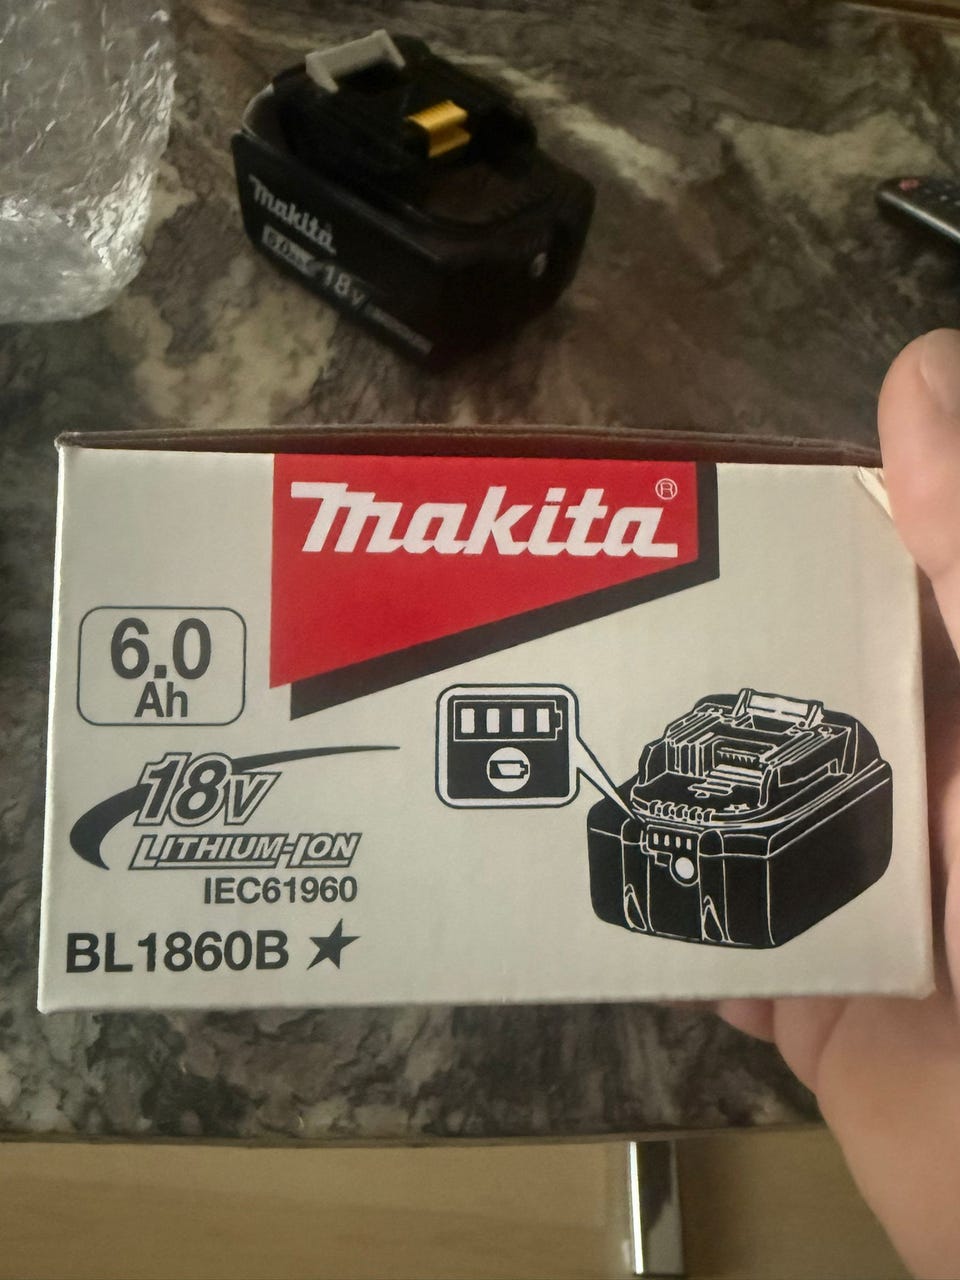 makita
18V
makita®
6.0
Ah
18V
LITHIUM-ION
IEC61960
BL1860B★